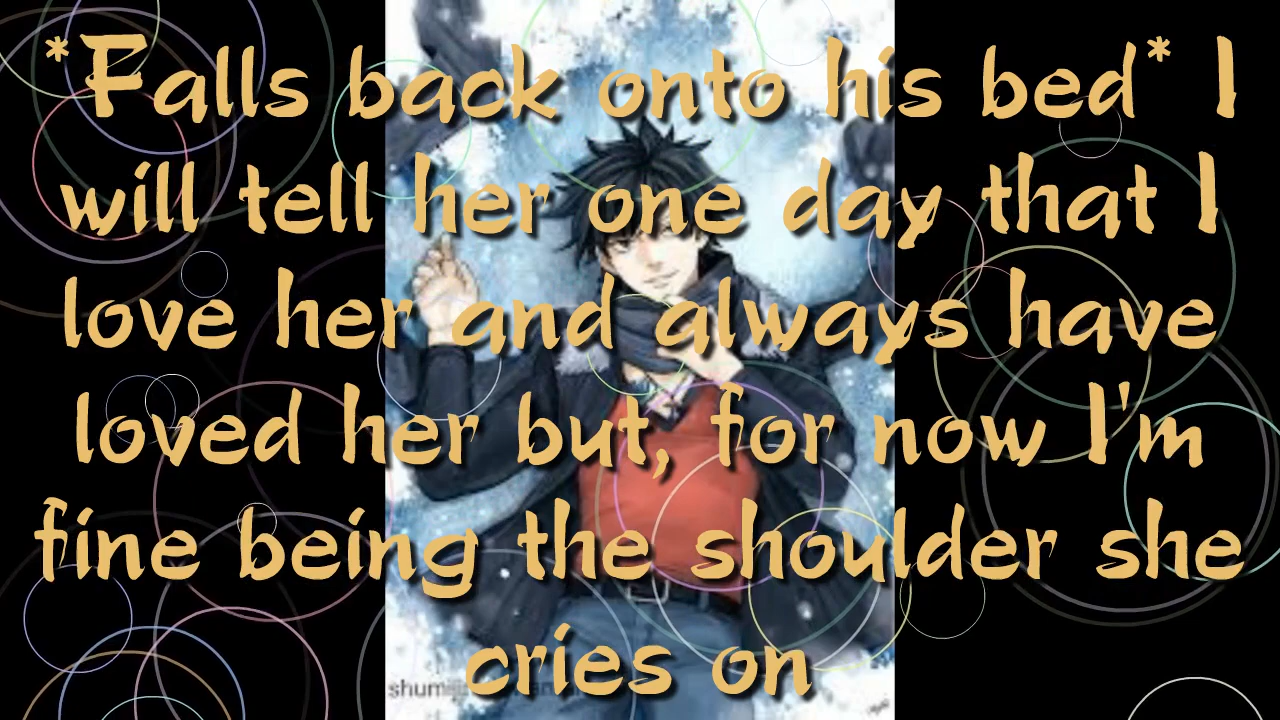 *Falls back onto his bed* I
will tell her one day that I
love her and always have
loved her but, for now I'm
fine being the shoulder she
cries on